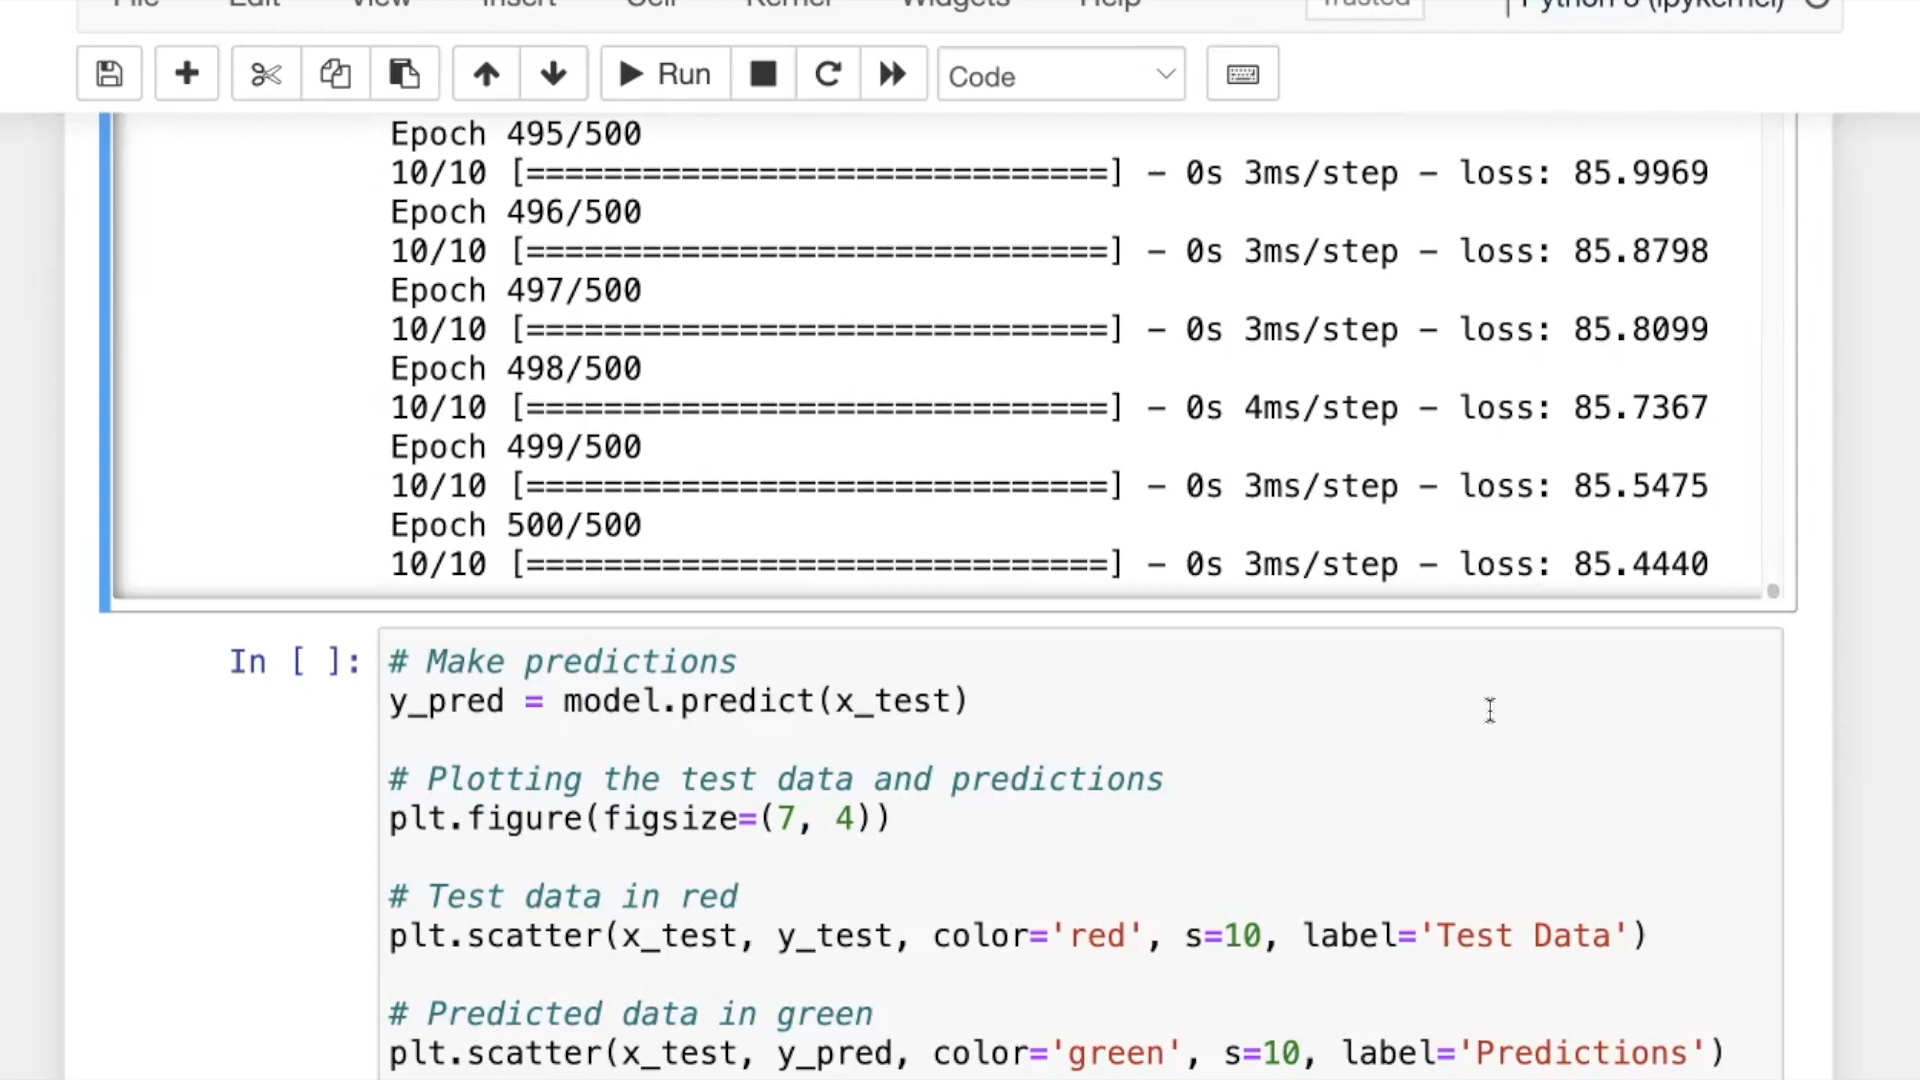 File Edit View Insert Cell Kernel Widgets Help Trusted Python 3 (ipykernel)
Run Code
Epoch 495/500
10/10 [==============================] - 0s 3ms/step - loss: 85.9969
Epoch 496/500
10/10 [==============================] - 0s 3ms/step - loss: 85.8798
Epoch 497/500
10/10 [==============================] - 0s 3ms/step - loss: 85.8099
Epoch 498/500
10/10 [==============================] - 0s 4ms/step - loss: 85.7367
Epoch 499/500
10/10 [==============================] - 0s 3ms/step - loss: 85.5475
Epoch 500/500
10/10 [==============================] - 0s 3ms/step - loss: 85.4440
In [ ]: # Make predictions
y_pred = model.predict(x_test)
# Plotting the test data and predictions
plt.figure(figsize=(7, 4))
# Test data in red
plt.scatter(x_test, y_test, color='red', s=10, label='Test Data')
# Predicted data in green
plt.scatter(x_test, y_pred, color='green', s=10, label='Predictions')